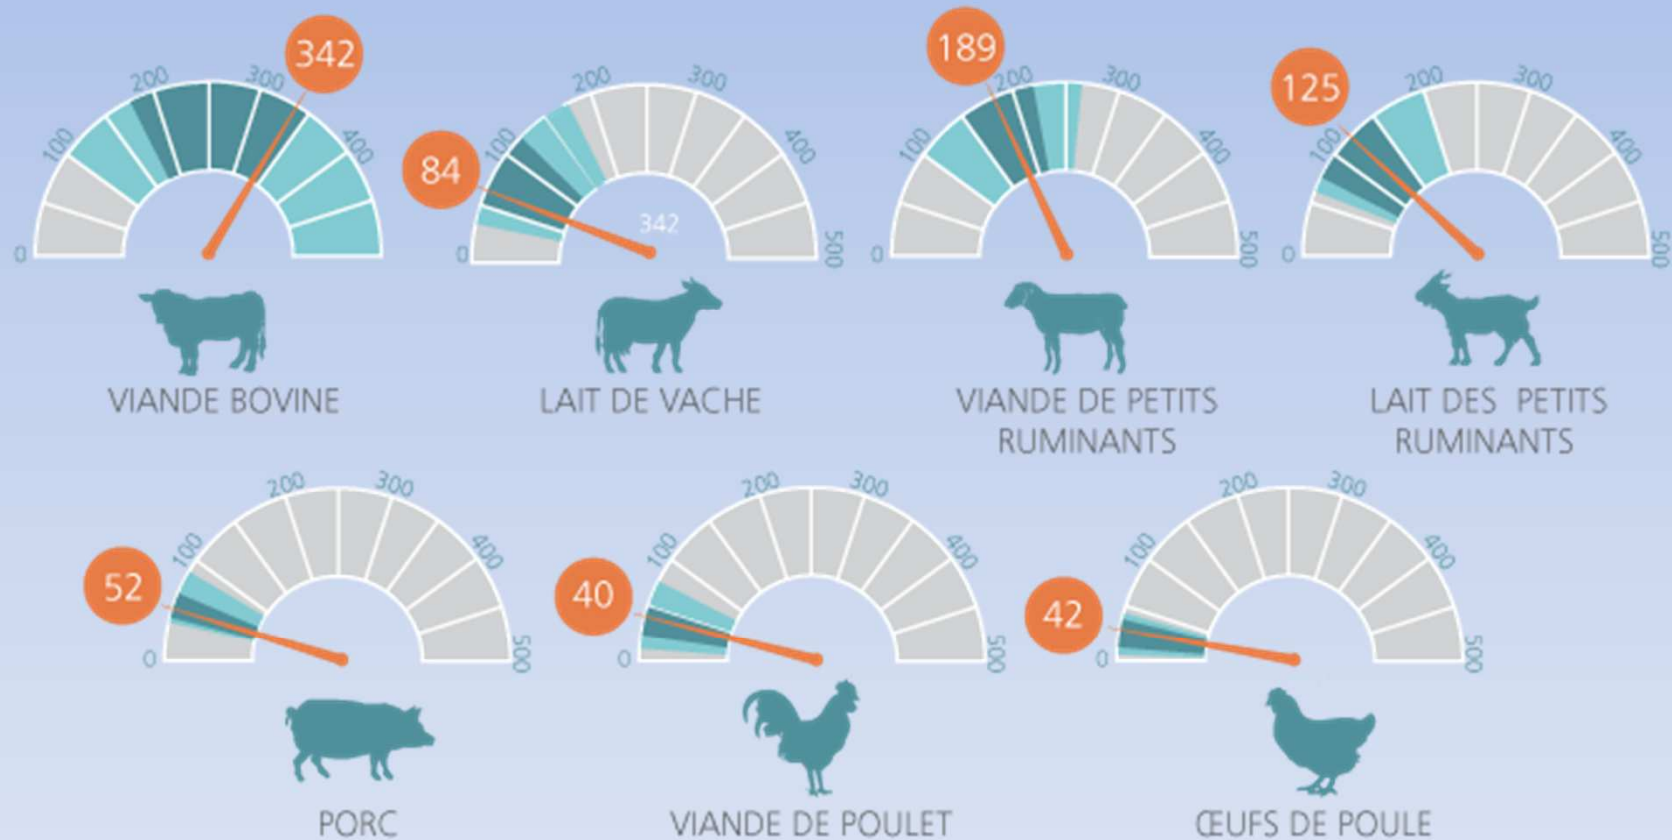 342
0 100 200 300 400
VIANDE BOVINE
84
342
0 100 200 300 400 500
LAIT DE VACHE
189
0 100 200 300 400 500
VIANDE DE PETITS
RUMINANTS
125
0 100 200 300 400 500
LAIT DES PETITS
RUMINANTS
52
0 100 200 300 400 500
PORC
40
0 100 200 300 400 500
VIANDE DE POULET
42
0 100 200 300 400 500
ŒUFS DE POULE